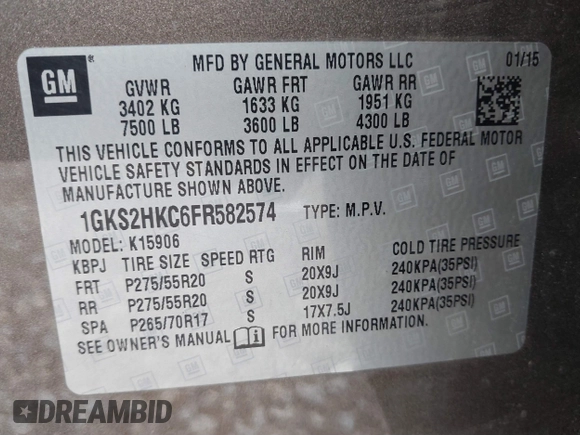 GM
MFD BY GENERAL MOTORS LLC 01/15
GVWR GAWR FRT GAWR RR
3402 KG 1633 KG 1951 KG
7500 LB 3600 LB 4300 LB
THIS VEHICLE CONFORMS TO ALL APPLICABLE U.S. FEDERAL MOTOR
VEHICLE SAFETY STANDARDS IN EFFECT ON THE DATE OF
MANUFACTURE SHOWN ABOVE.
1GKS2HKC6FR582574 TYPE: M.P.V.
MODEL: K15906
KBPJ TIRE SIZE SPEED RTG RIM COLD TIRE PRESSURE
FRT P275/55R20 S 20X9J 240KPA(35PSI)
RR P275/55R20 S 20X9J 240KPA(35PSI)
SPA P265/70R17 S 17X7.5J 240KPA(35PSI)
SEE OWNER'S MANUAL FOR MORE INFORMATION.
DREAMBID